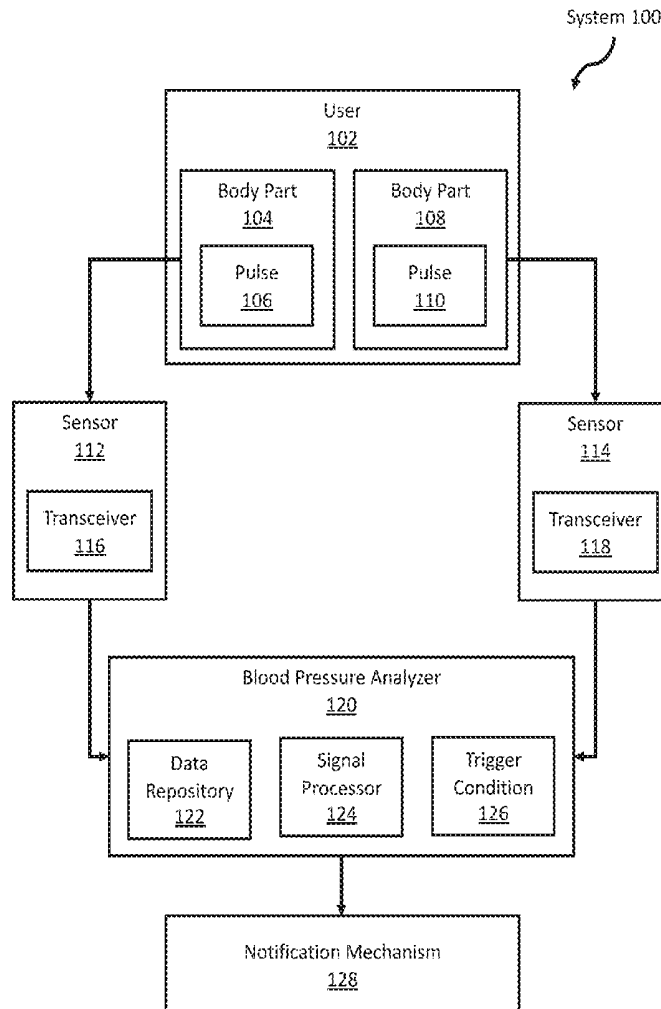 System 100
User
102
Body Part
104
Pulse
106
Body Part
108
Pulse
110
Sensor
112
Transceiver
116
Sensor
114
Transceiver
118
Blood Pressure Analyzer
120
Data
Repository
122
Signal
Processor
124
Trigger
Condition
126
Notification Mechanism
128